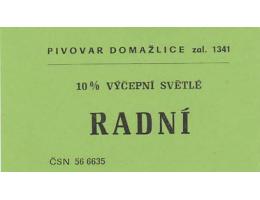 PIVOVAR DOMAŽLICE zal. 1341
10% VÝČEPNÍ SVĚTLÉ
RADNÍ
ČSN 56 6635